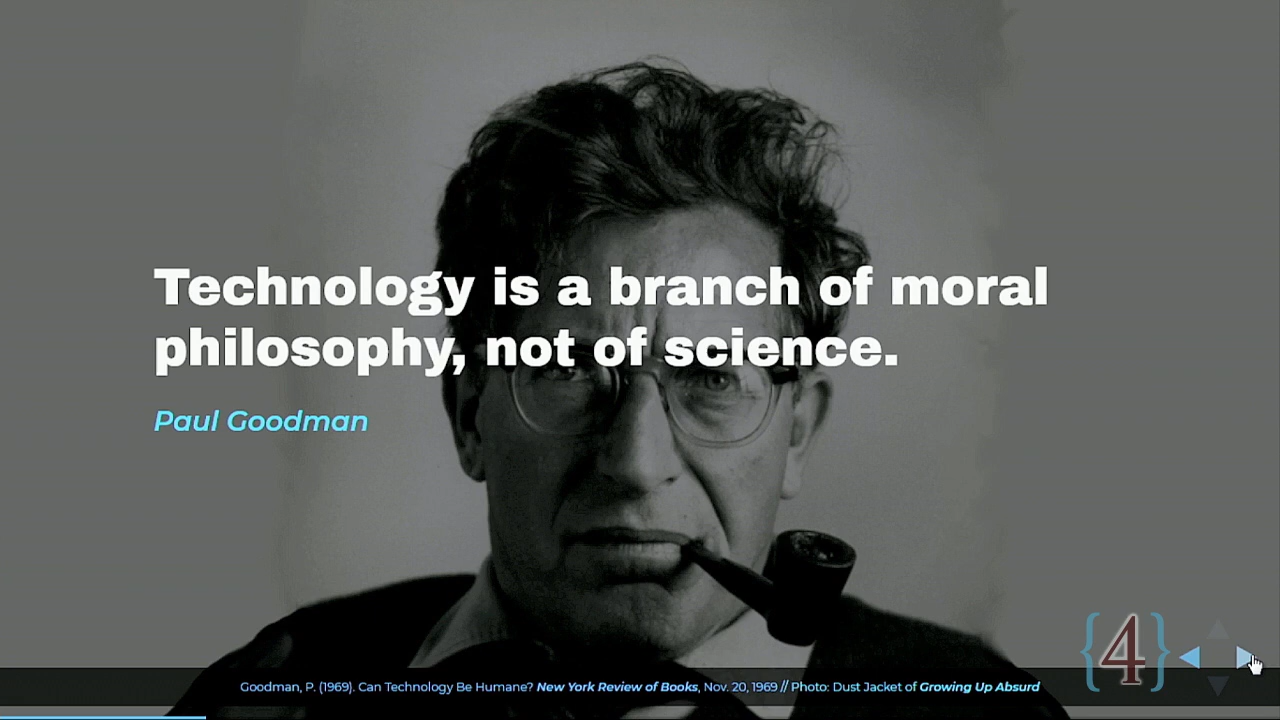 Technology is a branch of moral
philosophy, not of science.
Paul Goodman
{4}
Goodman, P. (1969). Can Technology Be Humane? New York Review of Books, Nov. 20, 1969 // Photo: Dust Jacket of Growing Up Absurd